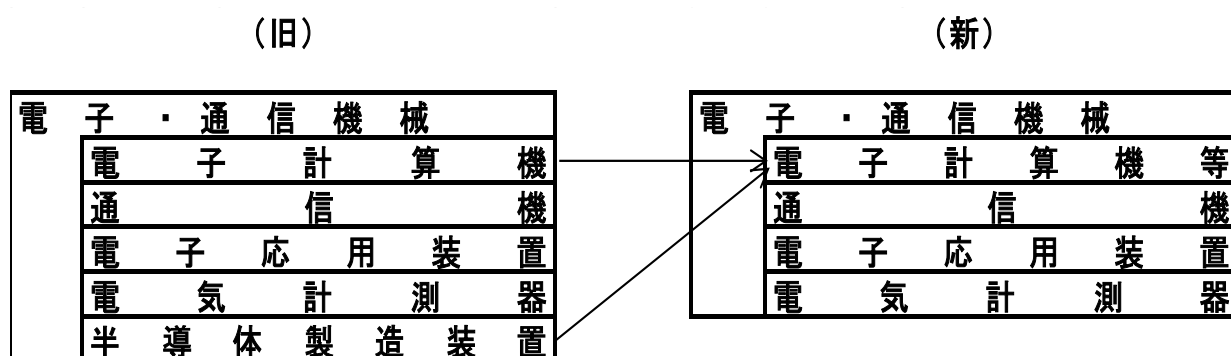 （旧）
電子・通信機械
電子計算機
通信機
電子応用装置
電気計測器
半導体製造装置
（新）
電子・通信機械
電子計算機等
通信機
電子応用装置
電気計測器